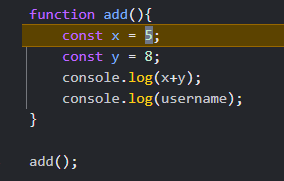 function add(){
    const x = 5;
    const y = 8;
    console.log(x+y);
    console.log(username);
}

add();